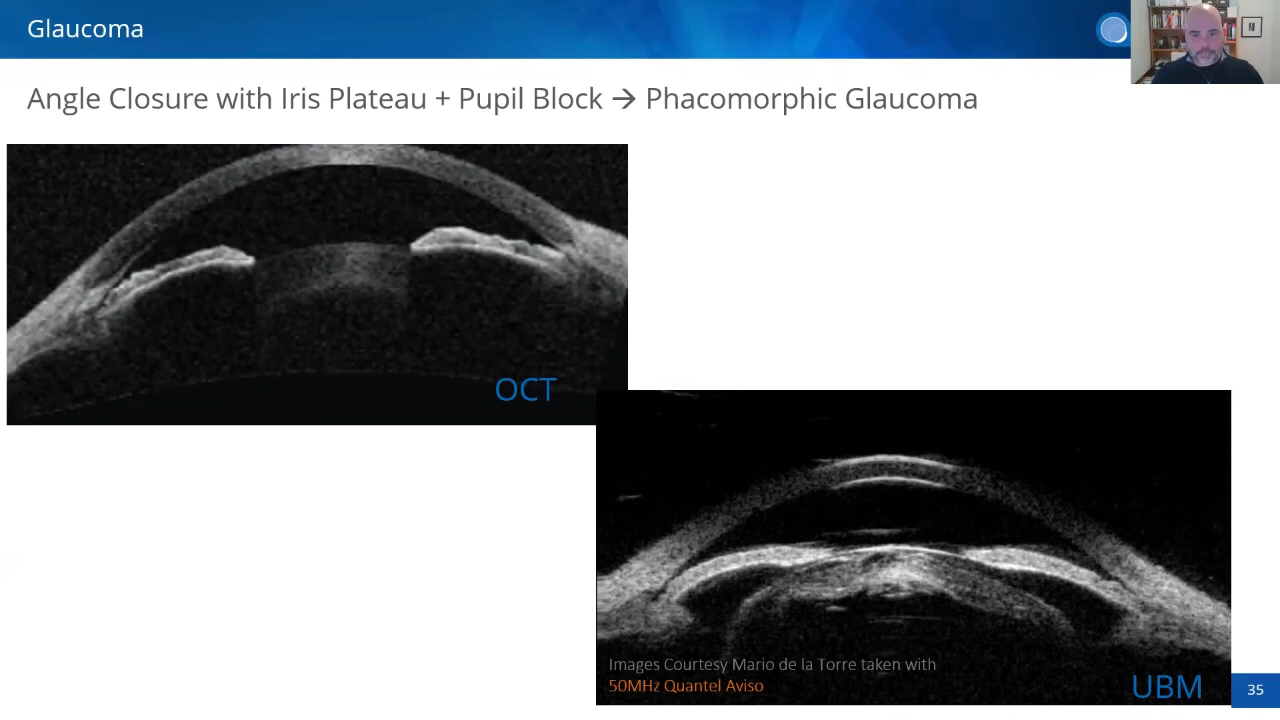 Glaucoma
Angle Closure with Iris Plateau + Pupil Block → Phacomorphic Glaucoma
OCT
Images Courtesy Mario de la Torre taken with
50MHz Quantel Aviso
UBM
35